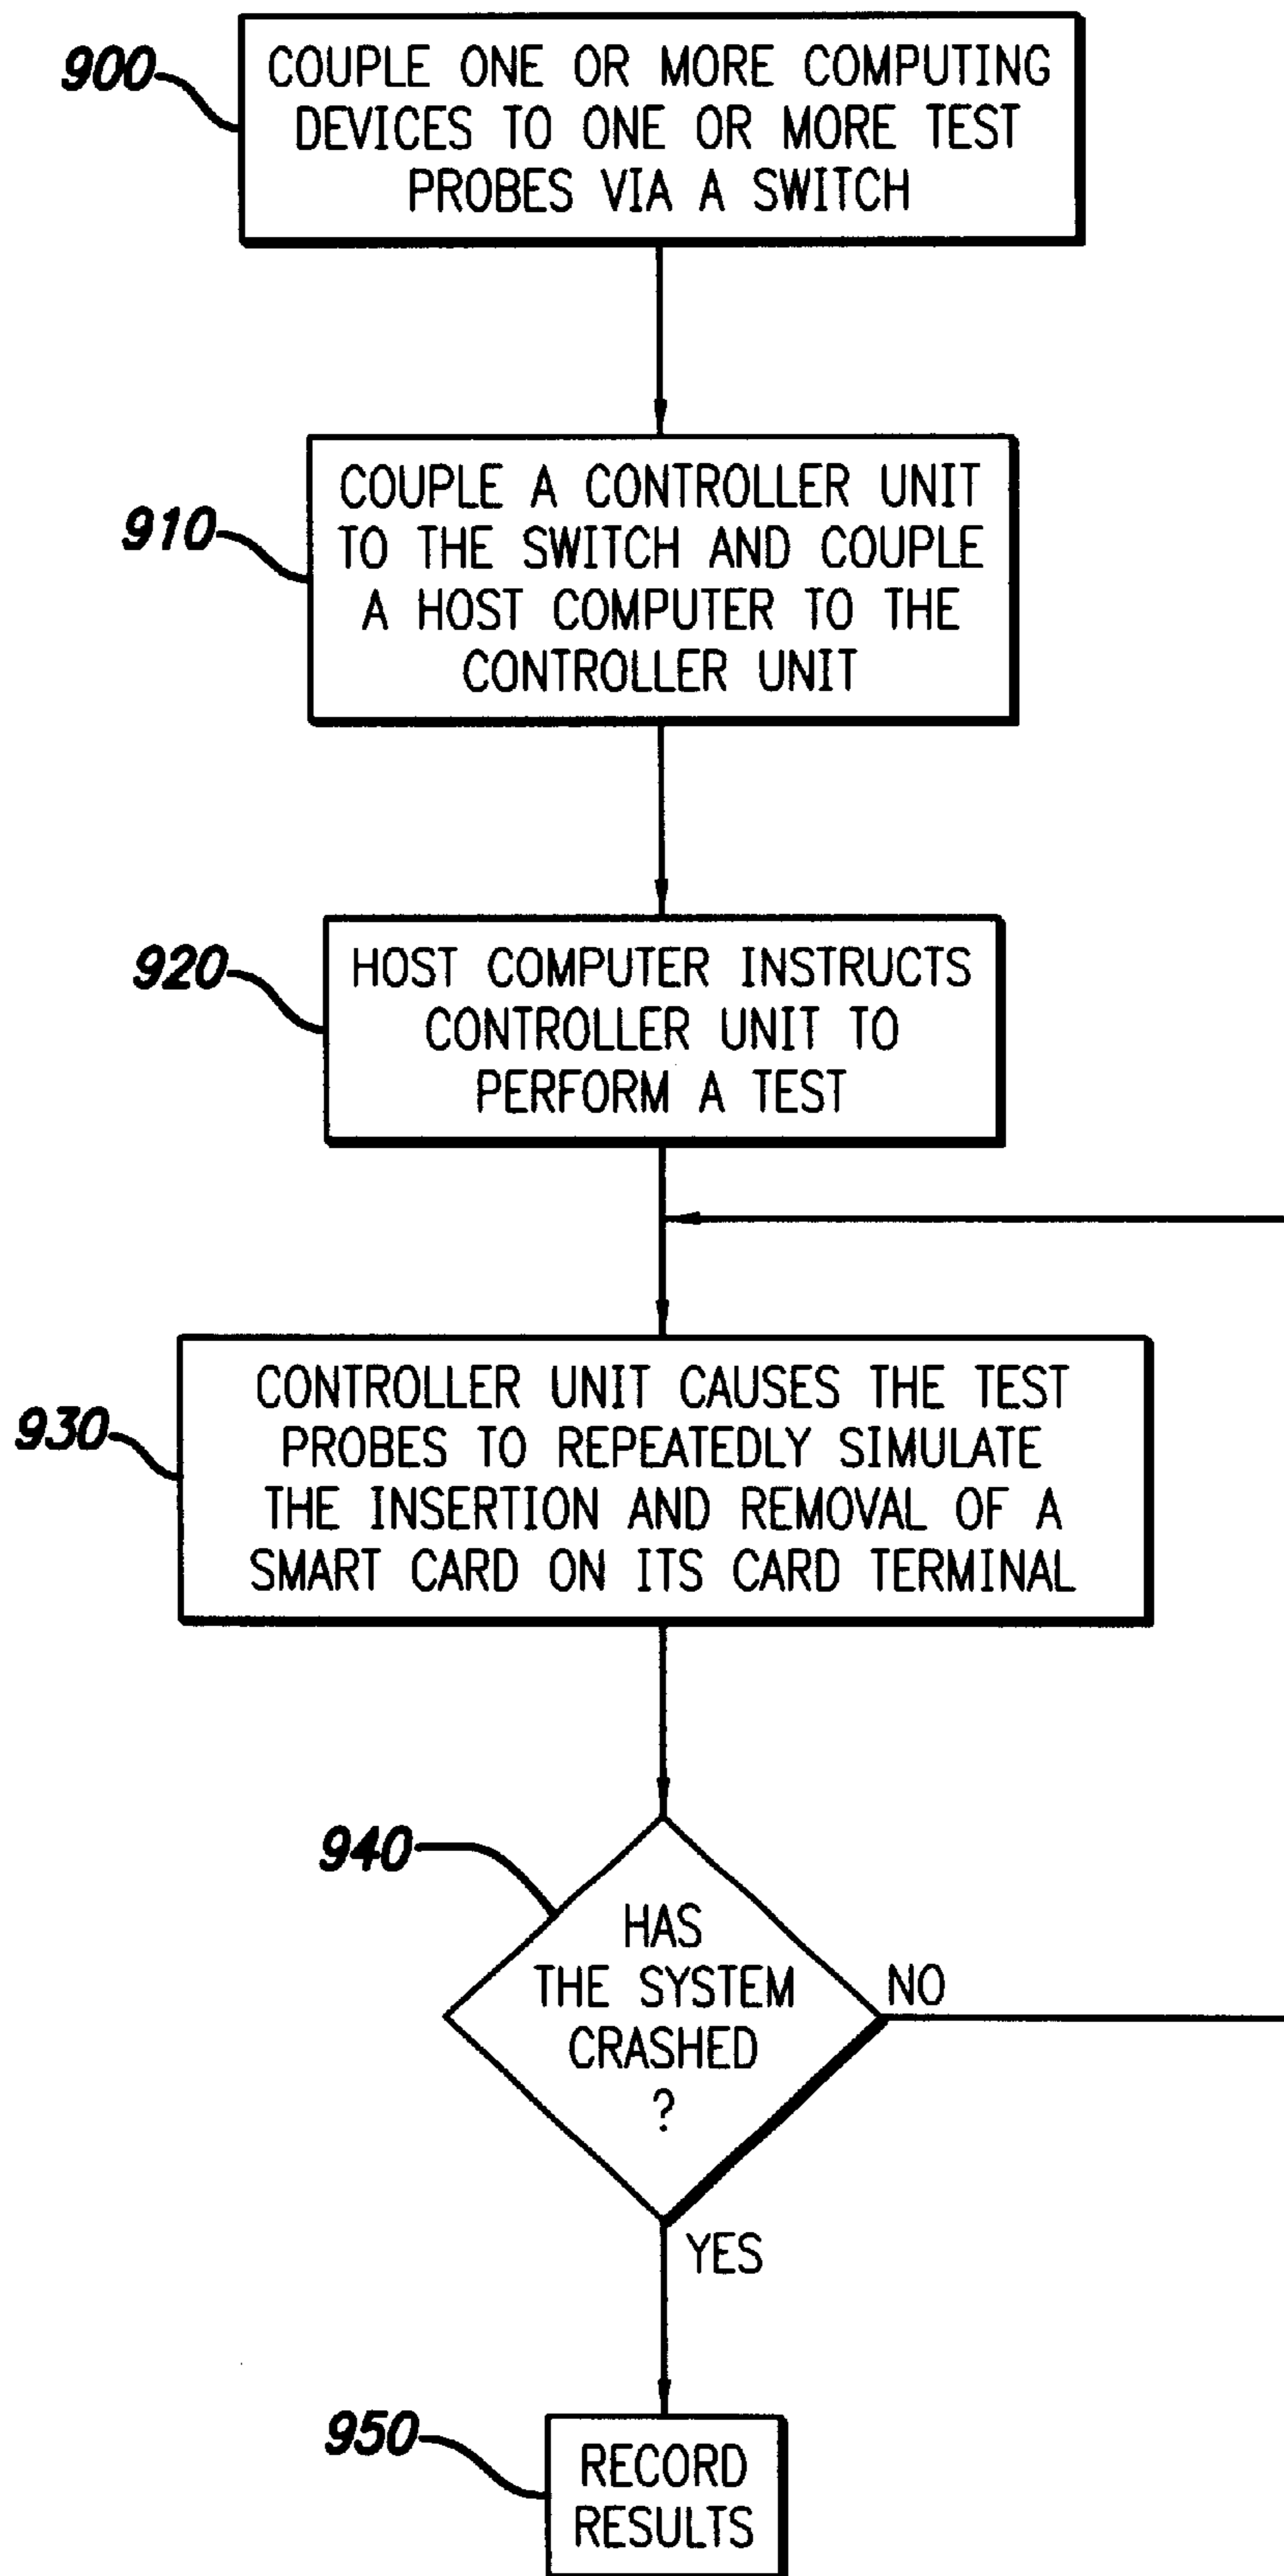 900
COUPLE ONE OR MORE COMPUTING
DEVICES TO ONE OR MORE TEST
PROBES VIA A SWITCH
910
COUPLE A CONTROLLER UNIT
TO THE SWITCH AND COUPLE
A HOST COMPUTER TO THE
CONTROLLER UNIT
920
HOST COMPUTER INSTRUCTS
CONTROLLER UNIT TO
PERFORM A TEST
930
CONTROLLER UNIT CAUSES THE TEST
PROBES TO REPEATEDLY SIMULATE
THE INSERTION AND REMOVAL OF A
SMART CARD ON ITS CARD TERMINAL
940
HAS
THE SYSTEM
CRASHED
?
NO
YES
950
RECORD
RESULTS